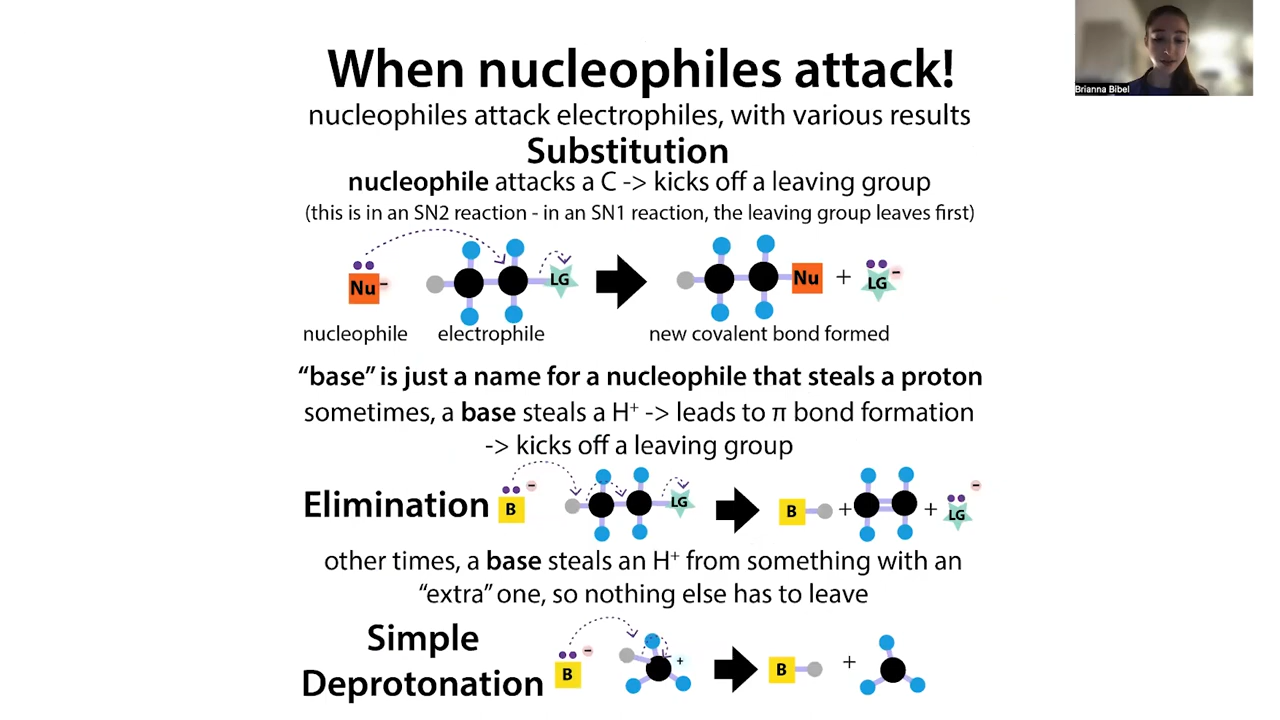 When nucleophiles attack!
nucleophiles attack electrophiles, with various results
Substitution
nucleophile attacks a C -> kicks off a leaving group
(this is in an SN2 reaction - in an SN1 reaction, the leaving group leaves first)
Nu – LG Nu + LG –
nucleophile electrophile new covalent bond formed
“base” is just a name for a nucleophile that steals a proton
sometimes, a base steals a H⁺ -> leads to π bond formation
-> kicks off a leaving group
Elimination B – LG B + + LG –
other times, a base steals an H⁺ from something with an
“extra” one, so nothing else has to leave
Simple
Deprotonation B – + B +
Brianna Bibel